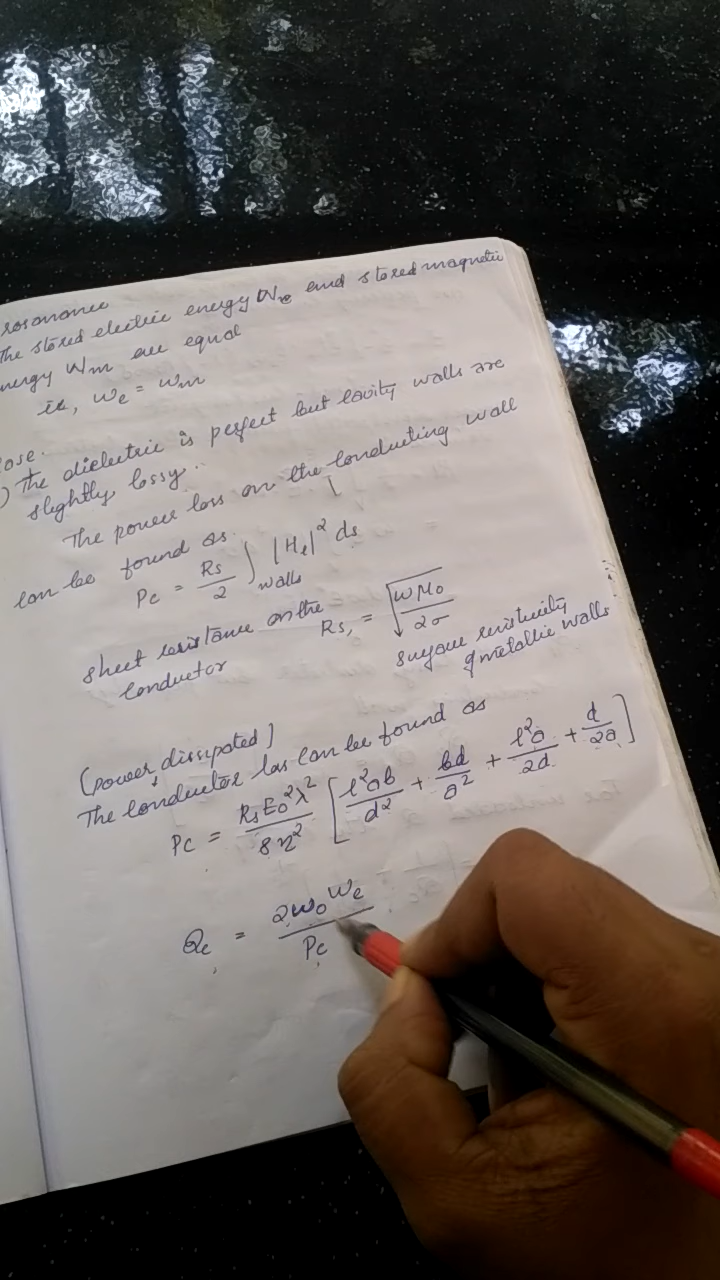 rosonance
The stored electric energy We and stored magnetic
nergy Wm are equal
ie, We = Wm
ose.
) The dielectric is perfect but cavity walls are
slightly lossy.
The power loss on the conducting wall
can be found as.
Pc = Rs/2 ∫walls |Ht|² ds
sheet resistance on the conductor
Rs, = √(ωμ0/2σ)
surface resistivity
of metallic walls
(power dissipated)
The conductor loss can be found as
Pc = RsE0²λ²/8η² [l²ab/d² + bd/a² + l²a/2d + d/2a]
Qc = 2ω0We/Pc